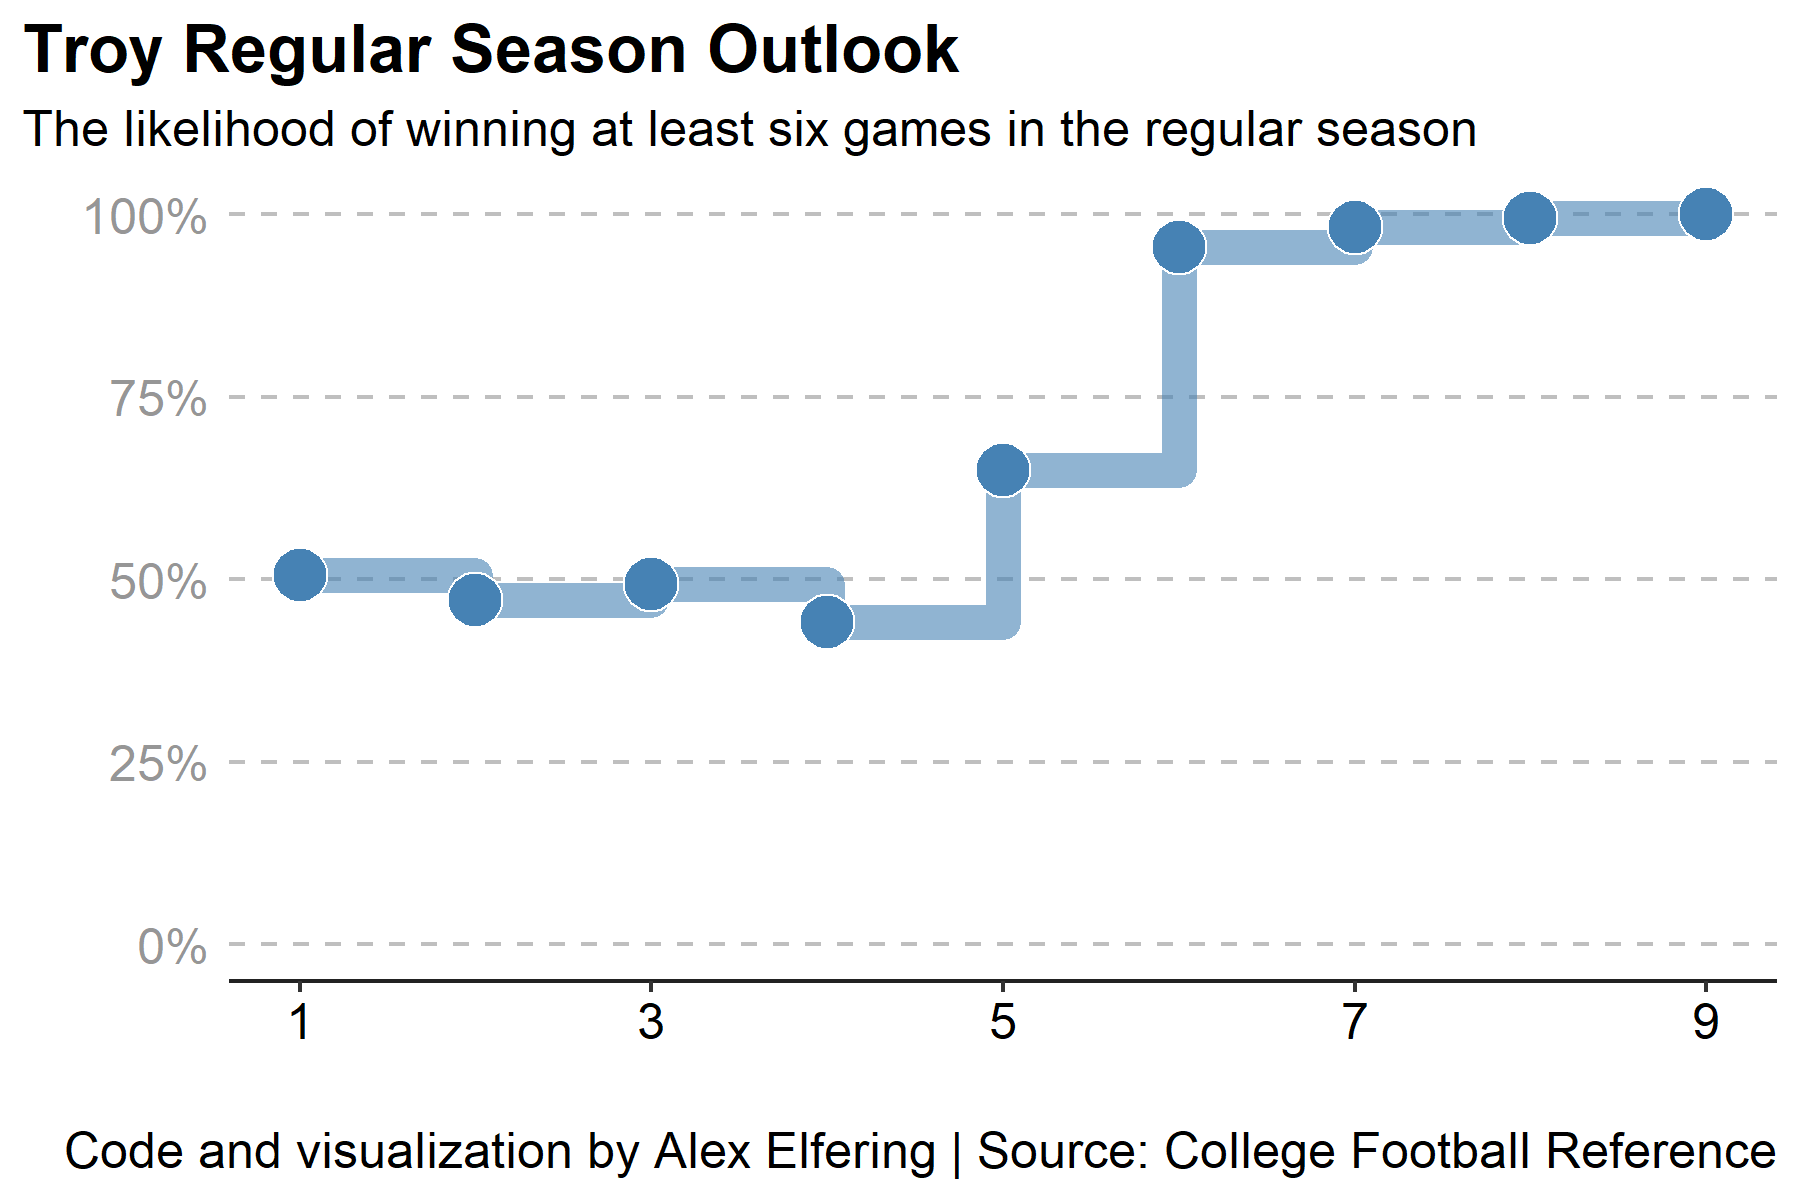 Troy Regular Season Outlook
The likelihood of winning at least six games in the regular season
100%
75%
50%
25%
0%
1 3 5 7 9
Code and visualization by Alex Elfering | Source: College Football Reference